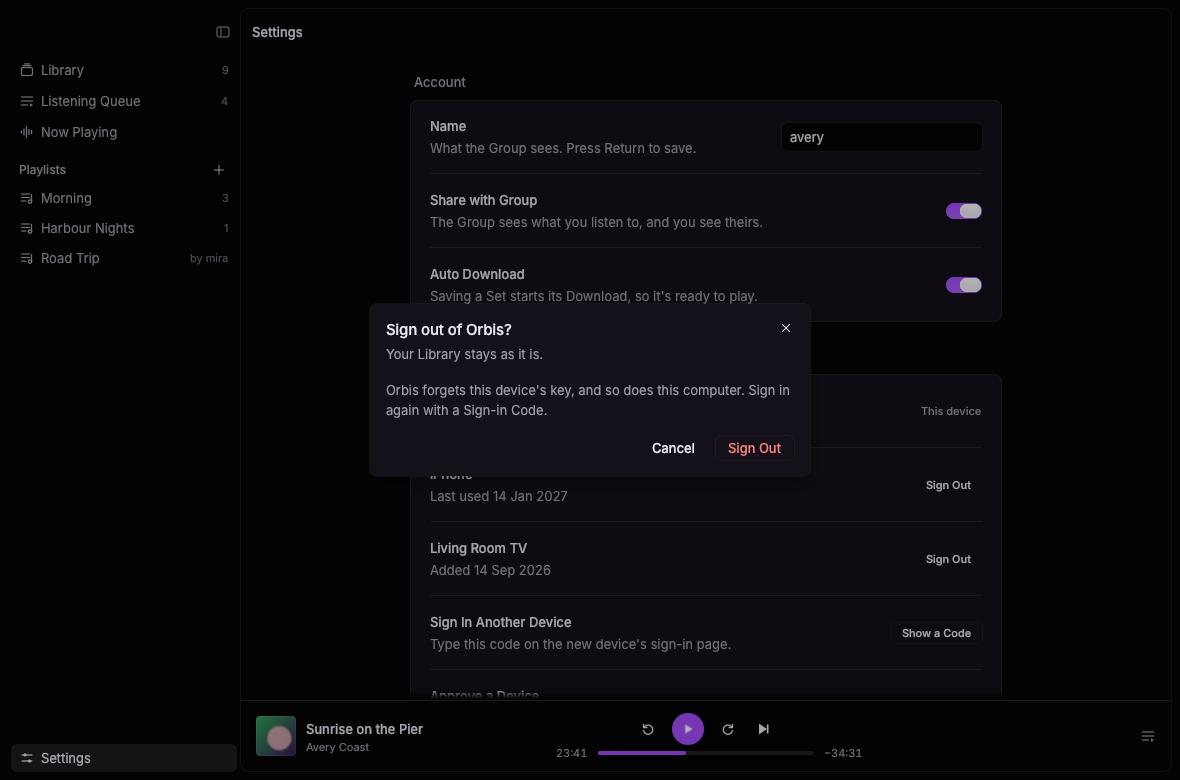 Settings
Library 9
Listening Queue 4
Now Playing
Playlists
Morning 3
Harbour Nights 1
Road Trip by mira
Settings
Account
Name
What the Group sees. Press Return to save.
avery
Share with Group
The Group sees what you listen to, and you see theirs.
Auto Download
Saving a Set starts its Download, so it's ready to play.
Sign out of Orbis?
Your Library stays as it is.
Orbis forgets this device's key, and so does this computer. Sign in
again with a Sign-in Code.
Cancel
Sign Out
This device
iPhone
Last used 14 Jan 2027
Sign Out
Living Room TV
Added 14 Sep 2026
Sign Out
Sign In Another Device
Type this code on the new device's sign-in page.
Show a Code
Approve a Device
Sunrise on the Pier
Avery Coast
23:41
−34:31